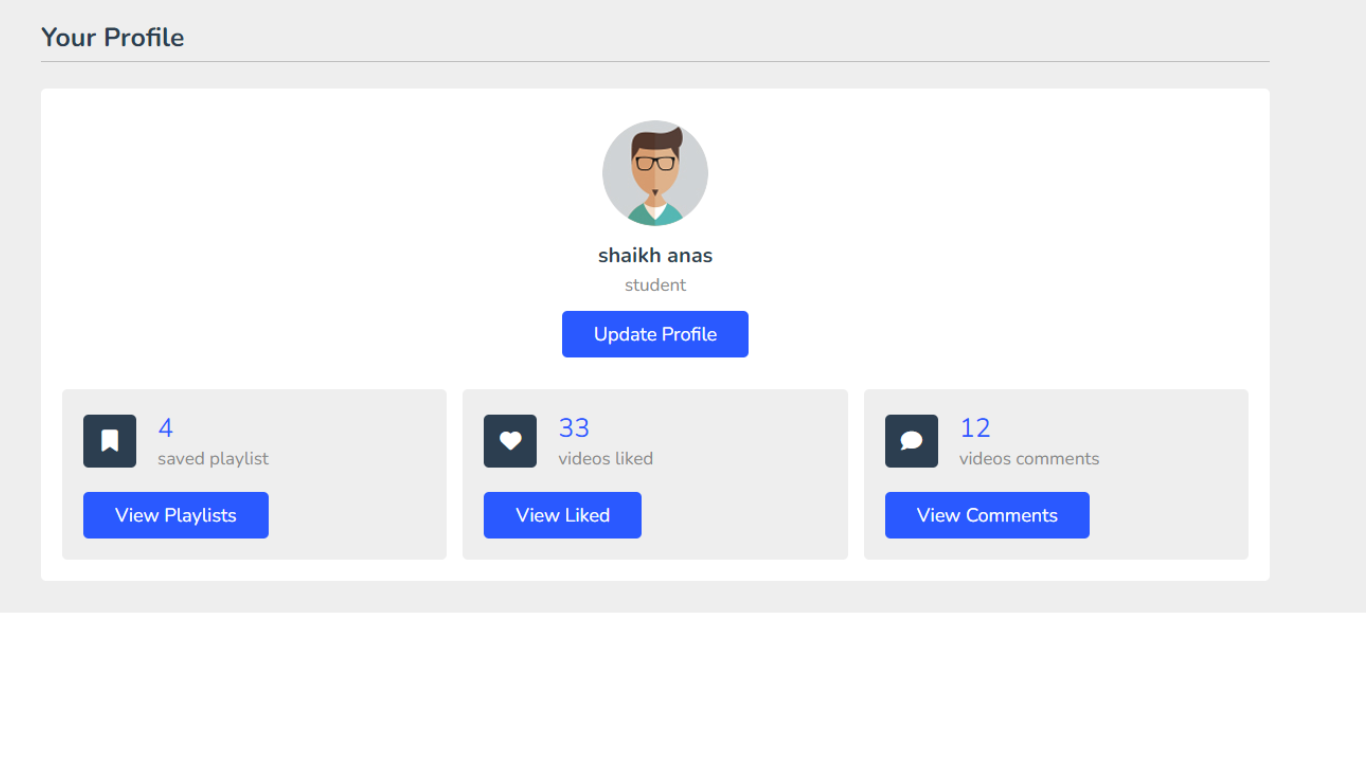 Your Profile
shaikh anas
student
Update Profile
4
saved playlist
View Playlists
33
videos liked
View Liked
12
videos comments
View Comments